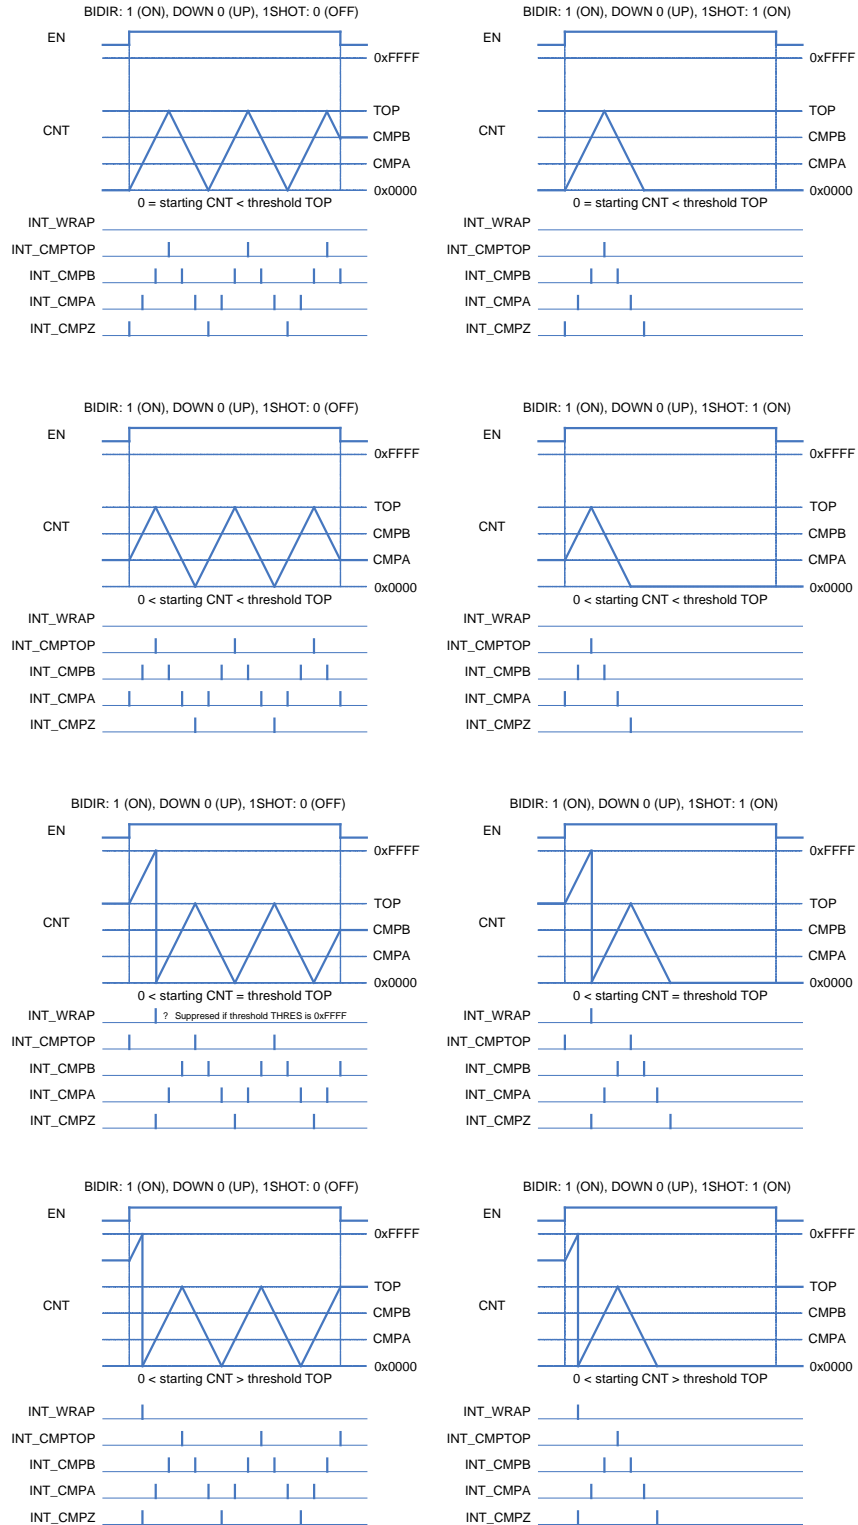 BIDIR: 1 (ON), DOWN 0 (UP), 1SHOT: 0 (OFF)
EN
0xFFFF
TOP
CNT
CMPB
CMPA
0x0000
0 = starting CNT < threshold TOP
INT_WRAP
INT_CMPTOP
INT_CMPB
INT_CMPA
INT_CMPZ
BIDIR: 1 (ON), DOWN 0 (UP), 1SHOT: 1 (ON)
EN
0xFFFF
TOP
CNT
CMPB
CMPA
0x0000
0 = starting CNT < threshold TOP
INT_WRAP
INT_CMPTOP
INT_CMPB
INT_CMPA
INT_CMPZ
BIDIR: 1 (ON), DOWN 0 (UP), 1SHOT: 0 (OFF)
EN
0xFFFF
TOP
CNT
CMPB
CMPA
0x0000
0 < starting CNT < threshold TOP
INT_WRAP
INT_CMPTOP
INT_CMPB
INT_CMPA
INT_CMPZ
BIDIR: 1 (ON), DOWN 0 (UP), 1SHOT: 1 (ON)
EN
0xFFFF
TOP
CNT
CMPB
CMPA
0x0000
0 < starting CNT < threshold TOP
INT_WRAP
INT_CMPTOP
INT_CMPB
INT_CMPA
INT_CMPZ
BIDIR: 1 (ON), DOWN 0 (UP), 1SHOT: 0 (OFF)
EN
0xFFFF
TOP
CNT
CMPB
CMPA
0x0000
0 < starting CNT = threshold TOP
INT_WRAP
? Suppresed if threshold THRES is 0xFFFF
INT_CMPTOP
INT_CMPB
INT_CMPA
INT_CMPZ
BIDIR: 1 (ON), DOWN 0 (UP), 1SHOT: 1 (ON)
EN
0xFFFF
TOP
CNT
CMPB
CMPA
0x0000
0 < starting CNT = threshold TOP
INT_WRAP
INT_CMPTOP
INT_CMPB
INT_CMPA
INT_CMPZ
BIDIR: 1 (ON), DOWN 0 (UP), 1SHOT: 0 (OFF)
EN
0xFFFF
TOP
CNT
CMPB
CMPA
0x0000
0 < starting CNT > threshold TOP
INT_WRAP
INT_CMPTOP
INT_CMPB
INT_CMPA
INT_CMPZ
BIDIR: 1 (ON), DOWN 0 (UP), 1SHOT: 1 (ON)
EN
0xFFFF
TOP
CNT
CMPB
CMPA
0x0000
0 < starting CNT > threshold TOP
INT_WRAP
INT_CMPTOP
INT_CMPB
INT_CMPA
INT_CMPZ